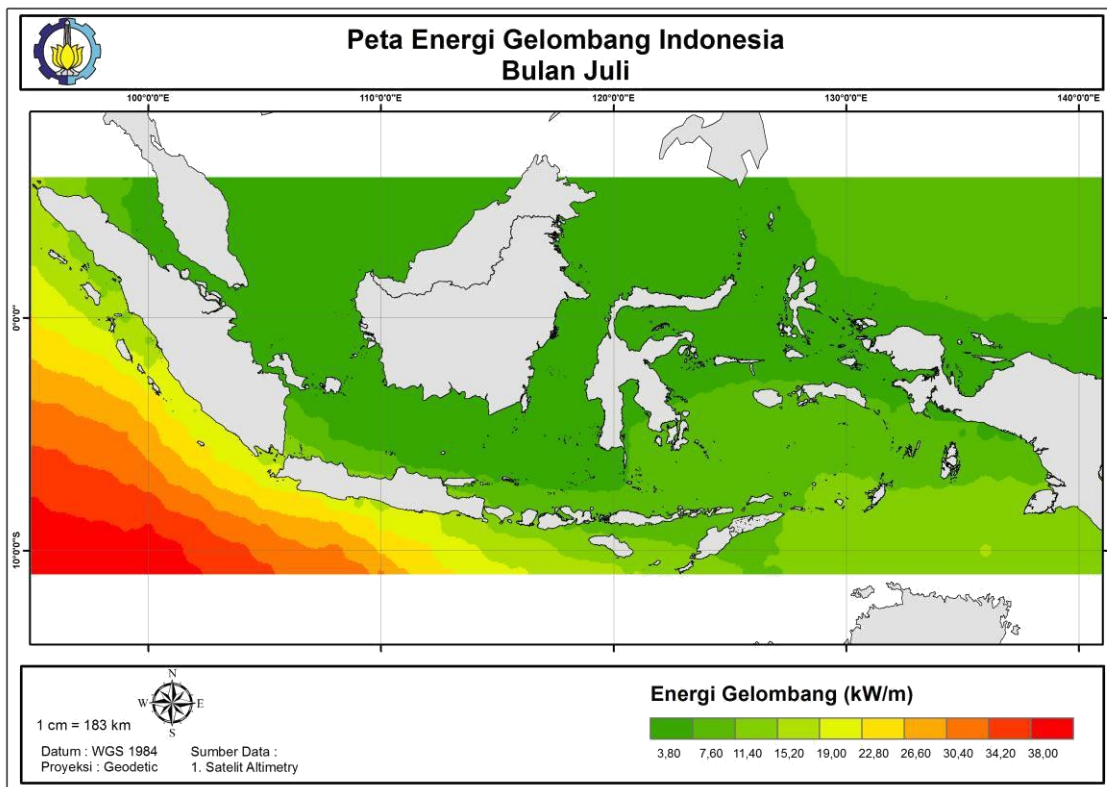 Peta Energi Gelombang Indonesia
Bulan Juli
100°0'0"E 110°0'0"E 120°0'0"E 130°0'0"E 140°0'0"E
0°0'0"
10°0'0"S
N
W E
S
1 cm = 183 km
Datum : WGS 1984
Proyeksi : Geodetic
Sumber Data :
1. Satelit Altimetry
Energi Gelombang (kW/m)
3,80 7,60 11,40 15,20 19,00 22,80 26,60 30,40 34,20 38,00